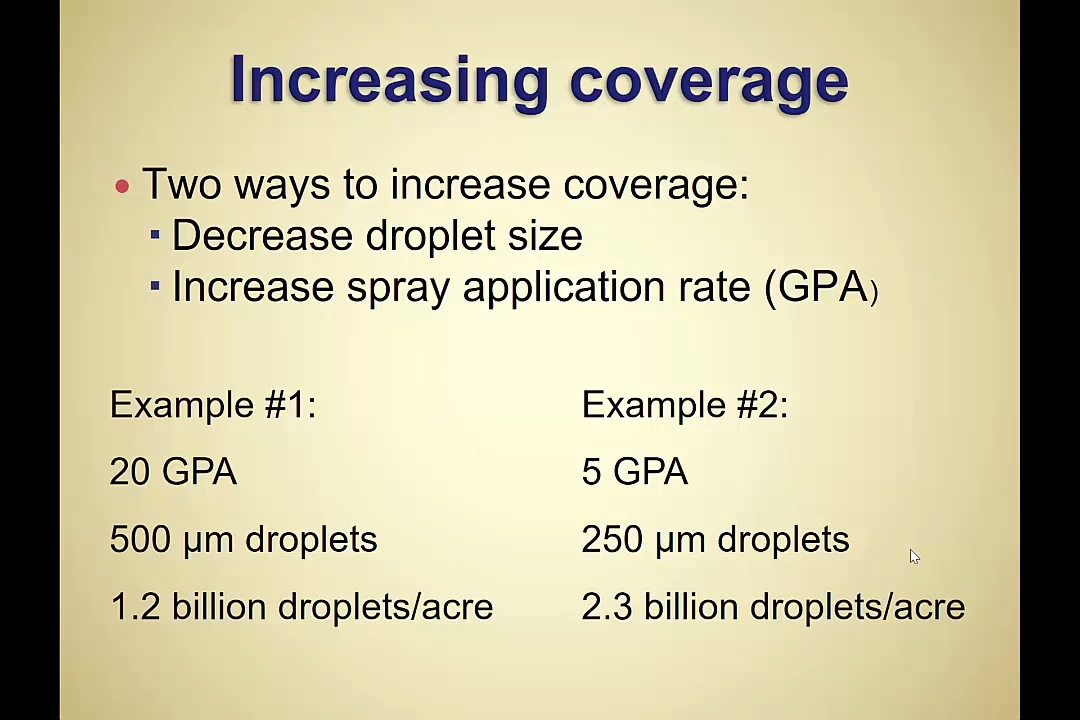 Increasing coverage
• Two ways to increase coverage:
▪ Decrease droplet size
▪ Increase spray application rate (GPA)
Example #1:
20 GPA
500 µm droplets
1.2 billion droplets/acre
Example #2:
5 GPA
250 µm droplets
2.3 billion droplets/acre